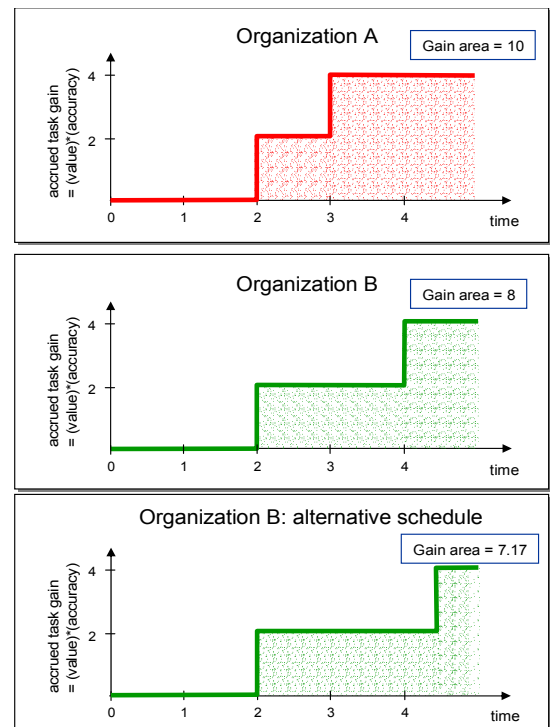 Organization A
Gain area = 10
accrued task gain
= (value)*(accuracy)
4
2
0 1 2 3 4 time
Organization B
Gain area = 8
accrued task gain
= (value)*(accuracy)
4
2
0 1 2 3 4
time
Organization B: alternative schedule
Gain area = 7.17
accrued task gain
= (value)*(accuracy)
4
2
0 1 2 3 4
time